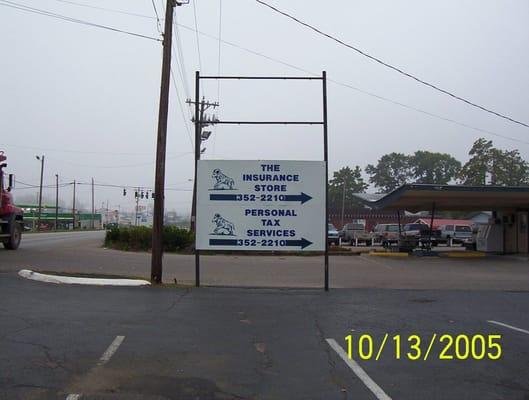 THE
INSURANCE
STORE
352-2210
PERSONAL
TAX
SERVICES
352-2210
10/13/2005